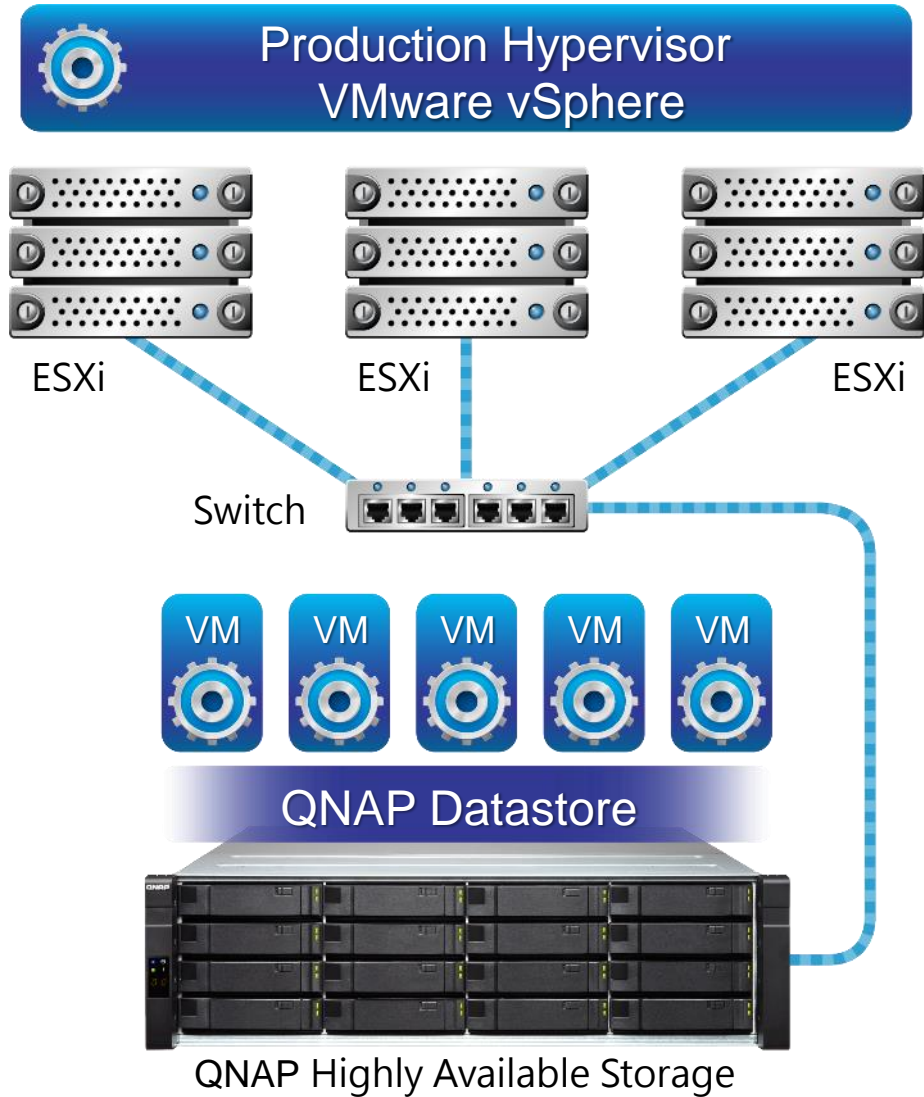 Production Hypervisor
VMware vSphere
ESXi
ESXi
ESXi
Switch
VM
VM
VM
VM
VM
QNAP Datastore
QNAP
QNAP Highly Available Storage